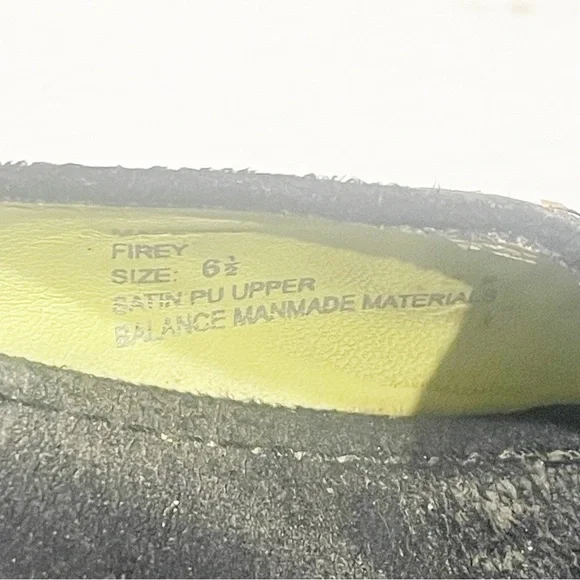 FIREY
SIZE: 6½
SATIN PU UPPER
BALANCE MANMADE MATERIALS